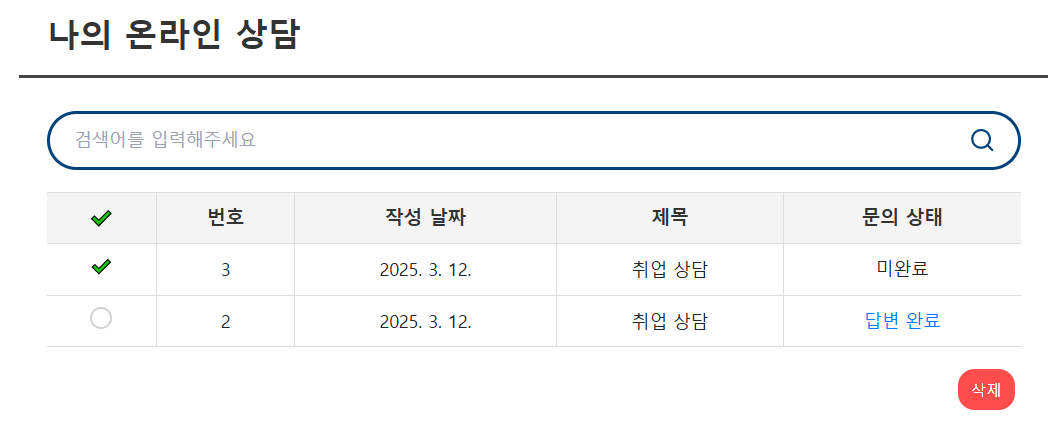 나의 온라인 상담
검색어를 입력해주세요
번호 작성 날짜 제목 문의 상태
3 2025. 3. 12. 취업 상담 미완료
2 2025. 3. 12. 취업 상담 답변 완료
삭제